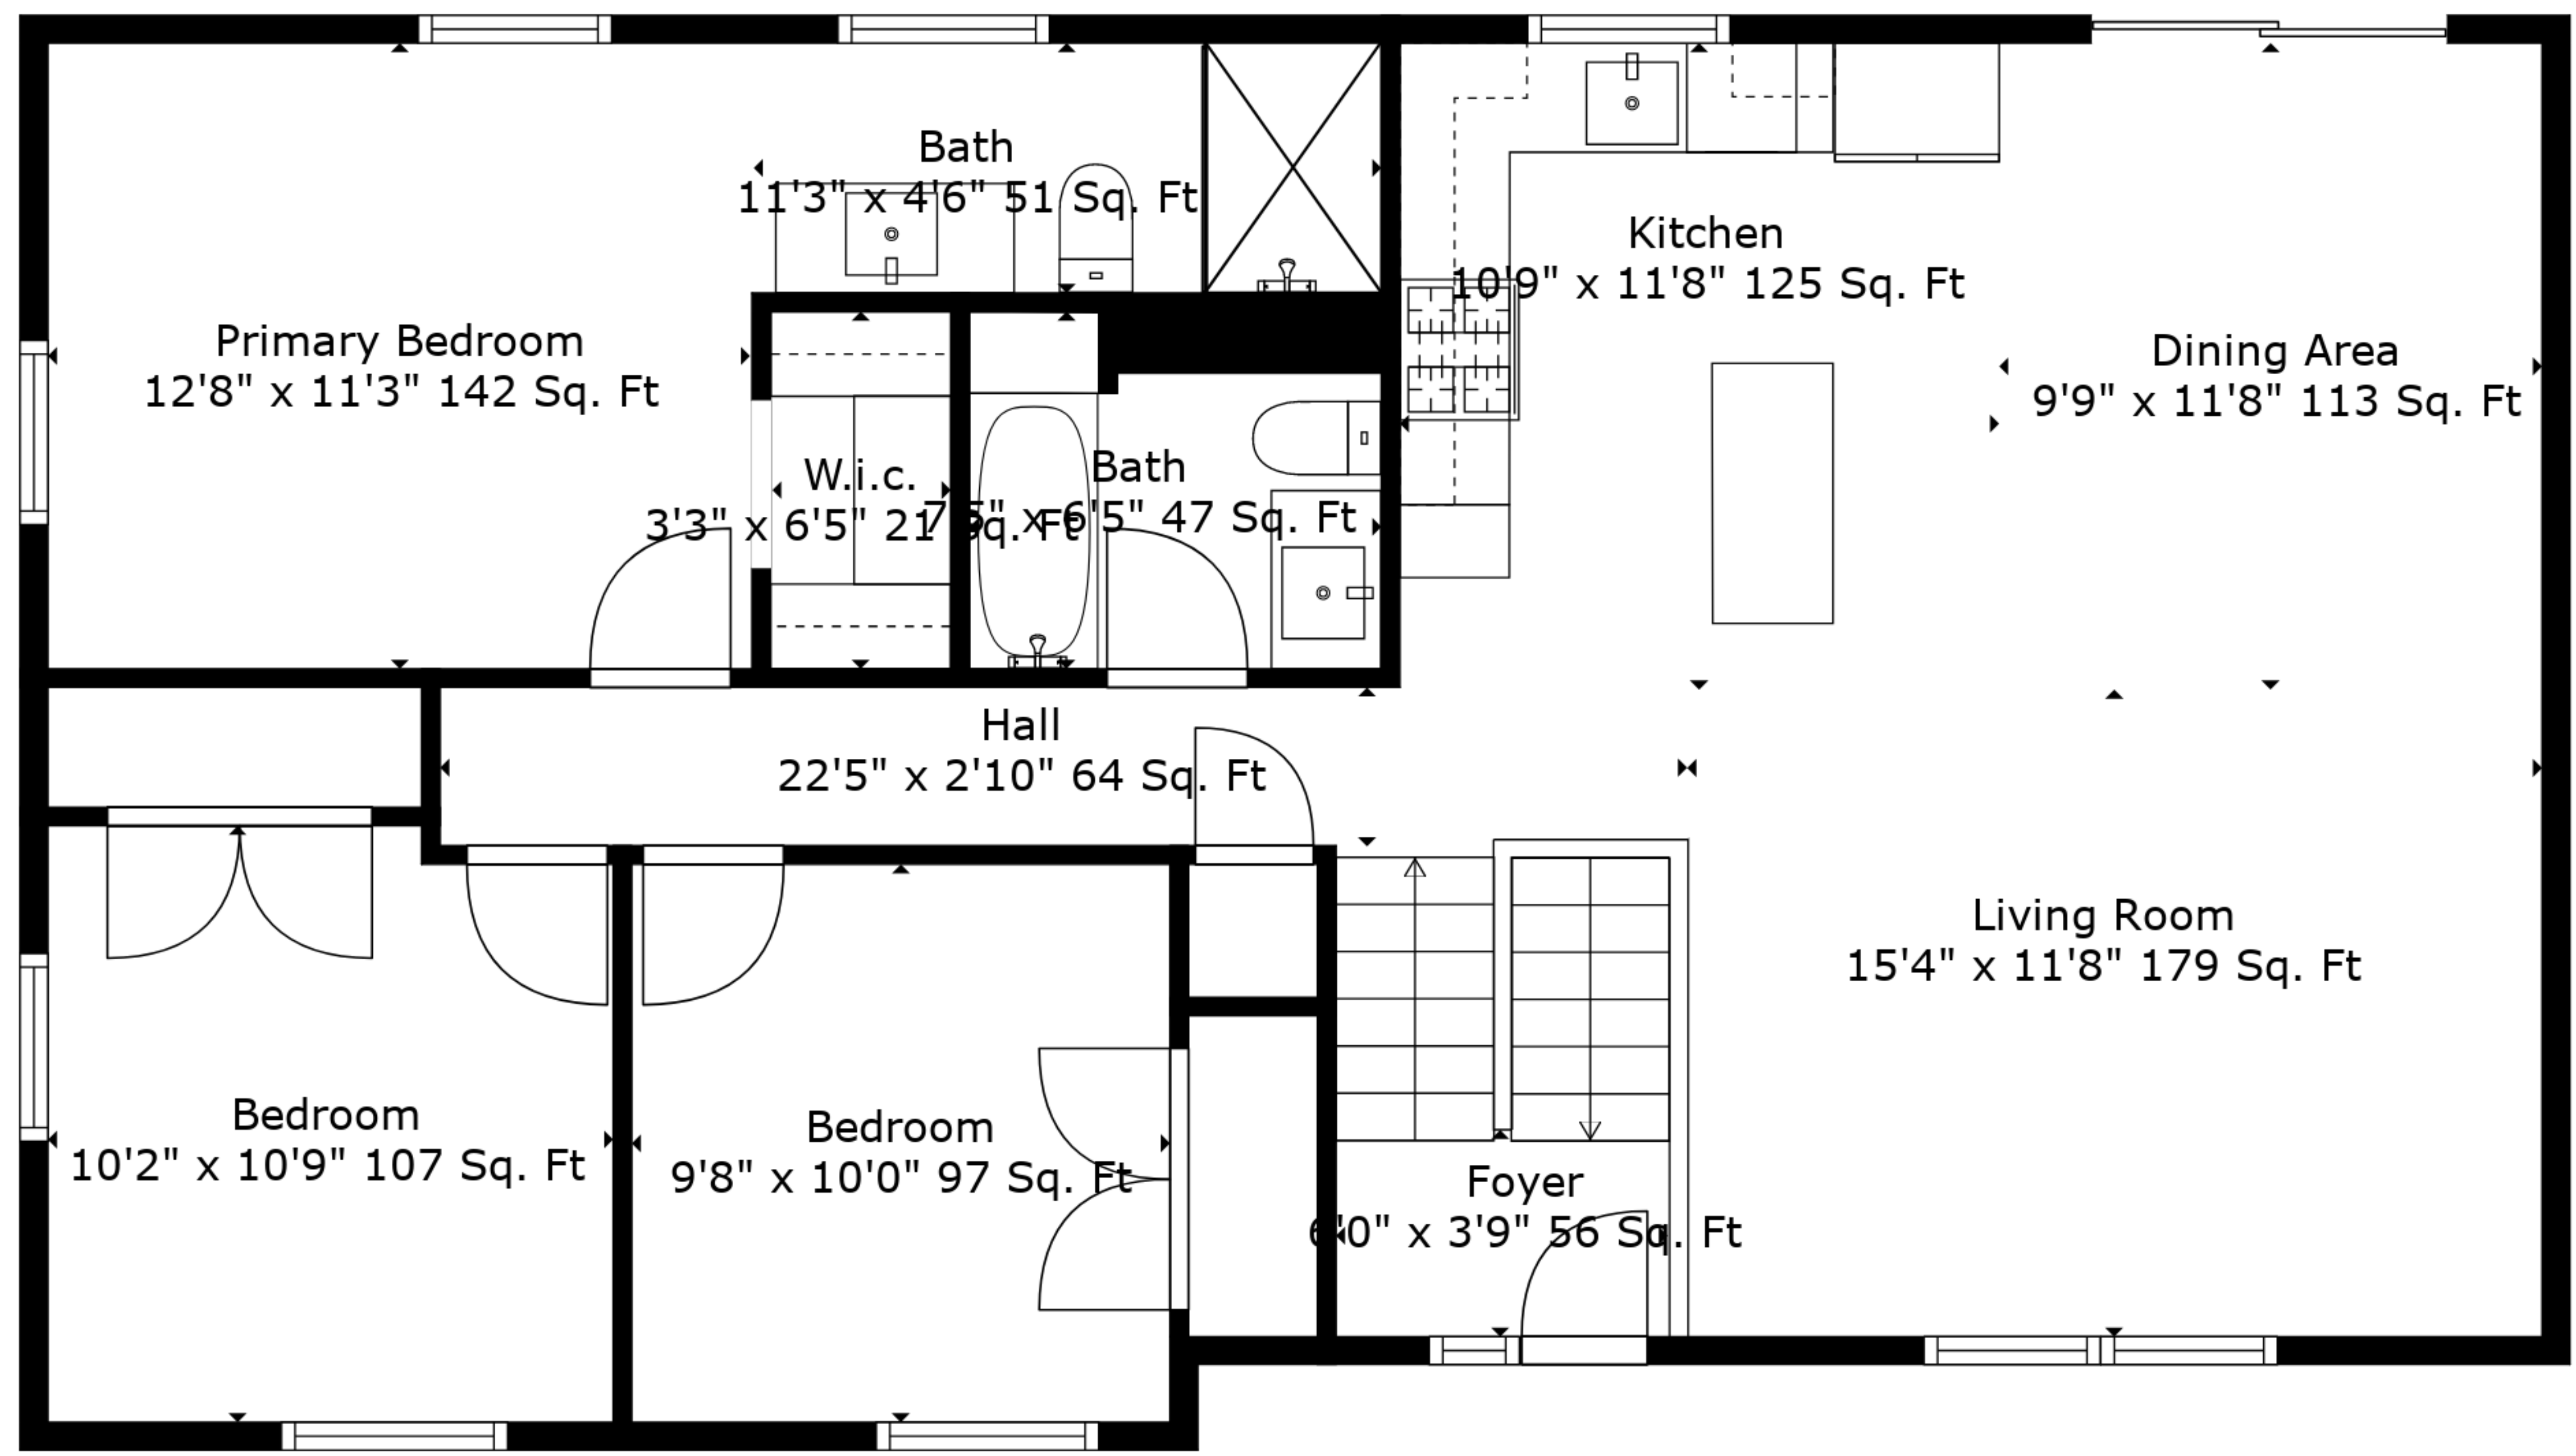 Bath
11'3" x 4'6" 51 Sq. Ft
Kitchen
10'9" x 11'8" 125 Sq. Ft
Primary Bedroom
12'8" x 11'3" 142 Sq. Ft
Dining Area
9'9" x 11'8" 113 Sq. Ft
W.i.c.
3'3" x 6'5" 21 Sq. Ft
Bath
x 6'5" 47 Sq. Ft
Hall
22'5" x 2'10" 64 Sq. Ft
Living Room
15'4" x 11'8" 179 Sq. Ft
Bedroom
10'2" x 10'9" 107 Sq. Ft
Bedroom
9'8" x 10'0" 97 Sq. Ft
Foyer
6'0" x 3'9" 56 Sq. Ft